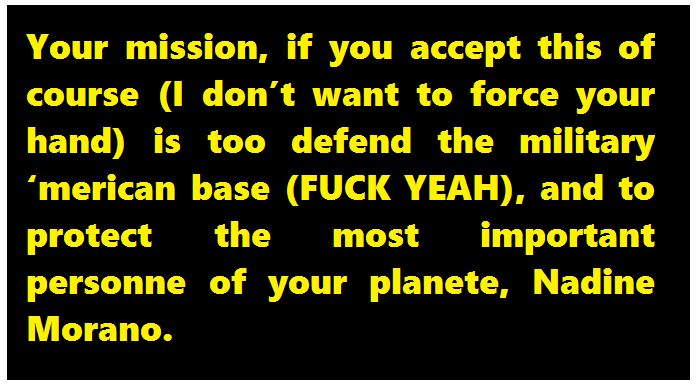 Your mission, if you accept this of
course (I don’t want to force your
hand) is too defend the military
‘merican base (FUCK YEAH), and to
protect the most important
personne of your planete, Nadine
Morano.